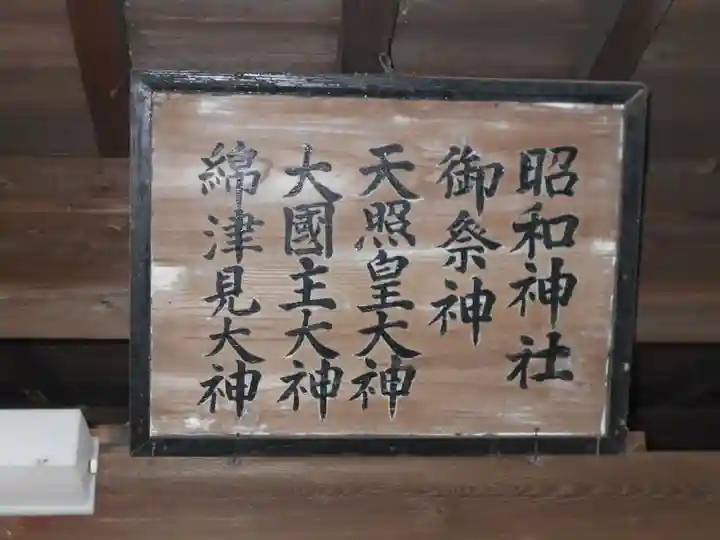 昭和神社
御祭神
天照皇大神
大國主大神
綿津見大神